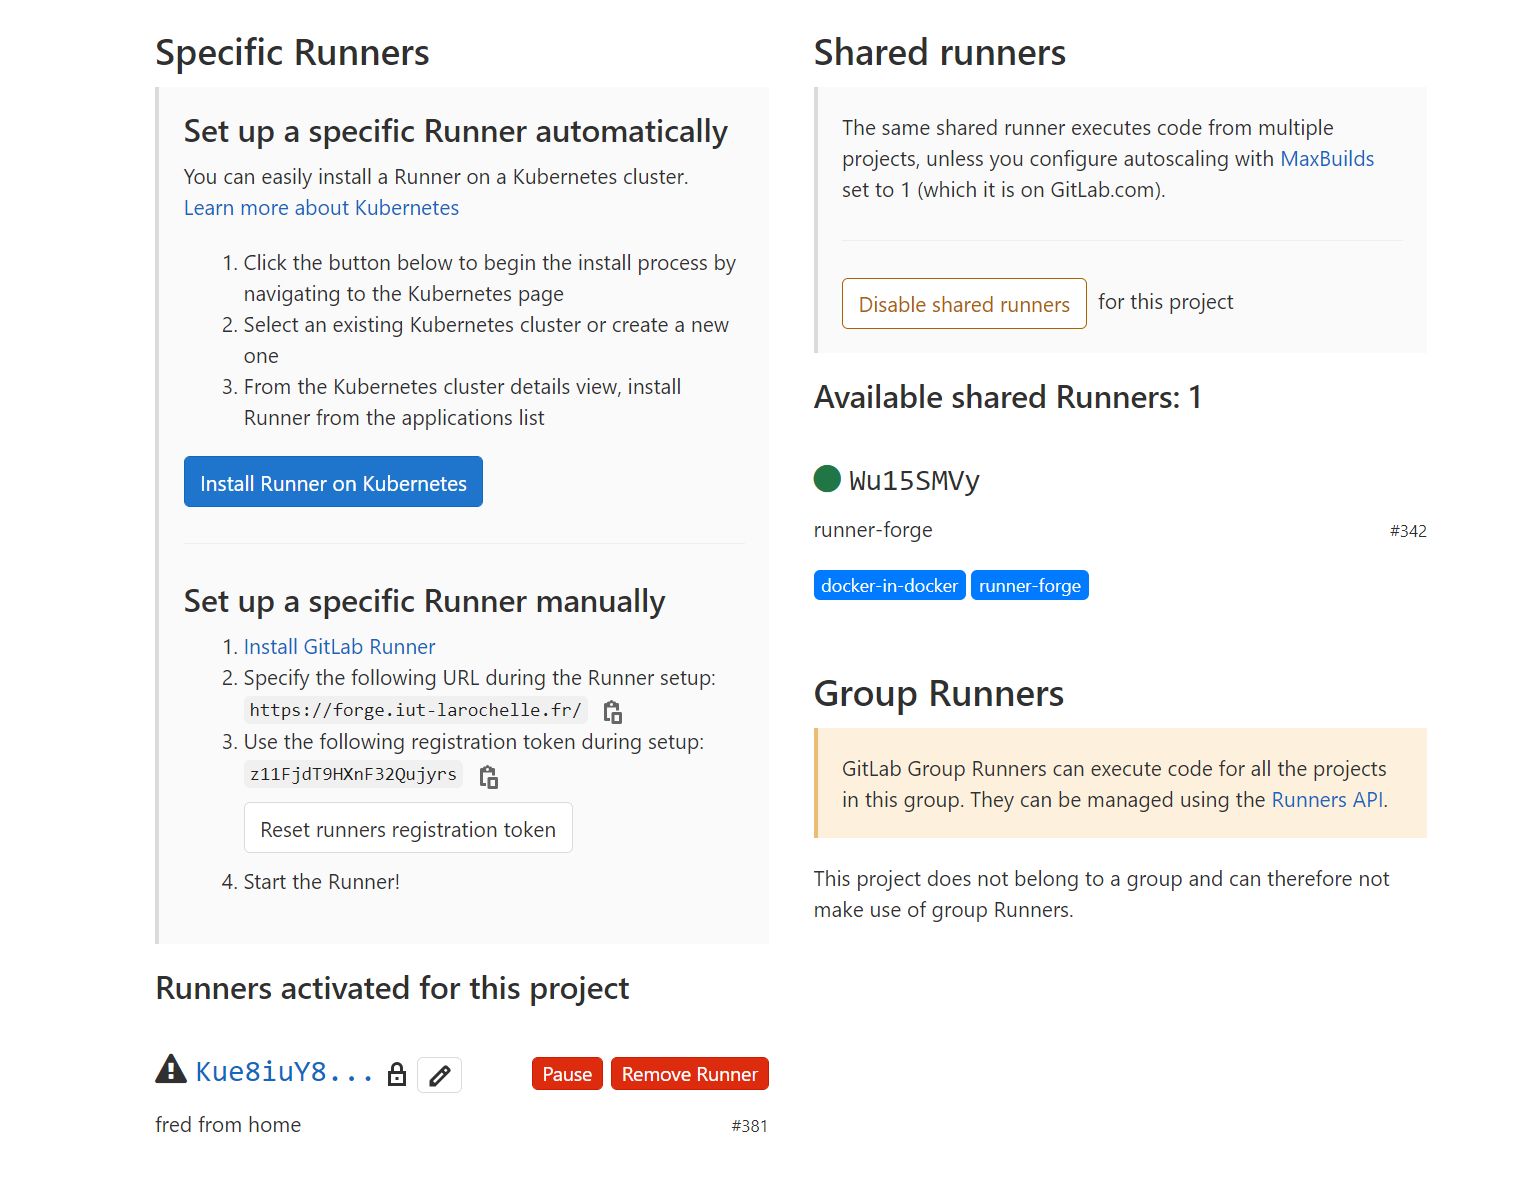 Specific Runners
Set up a specific Runner automatically
You can easily install a Runner on a Kubernetes cluster.
Learn more about Kubernetes
1. Click the button below to begin the install process by
navigating to the Kubernetes page
2. Select an existing Kubernetes cluster or create a new
one
3. From the Kubernetes cluster details view, install
Runner from the applications list
Install Runner on Kubernetes
Set up a specific Runner manually
1. Install GitLab Runner
2. Specify the following URL during the Runner setup:
https://forge.iut-larochelle.fr/
3. Use the following registration token during setup:
z11FjdT9HXnF32Qujyrs
Reset runners registration token
4. Start the Runner!
Runners activated for this project
Kue8iuY8...
Pause
Remove Runner
fred from home
#381
Shared runners
The same shared runner executes code from multiple
projects, unless you configure autoscaling with MaxBuilds
set to 1 (which it is on GitLab.com).
Disable shared runners for this project
Available shared Runners: 1
Wu15SMVy
runner-forge
#342
docker-in-docker runner-forge
Group Runners
GitLab Group Runners can execute code for all the projects
in this group. They can be managed using the Runners API.
This project does not belong to a group and can therefore not
make use of group Runners.